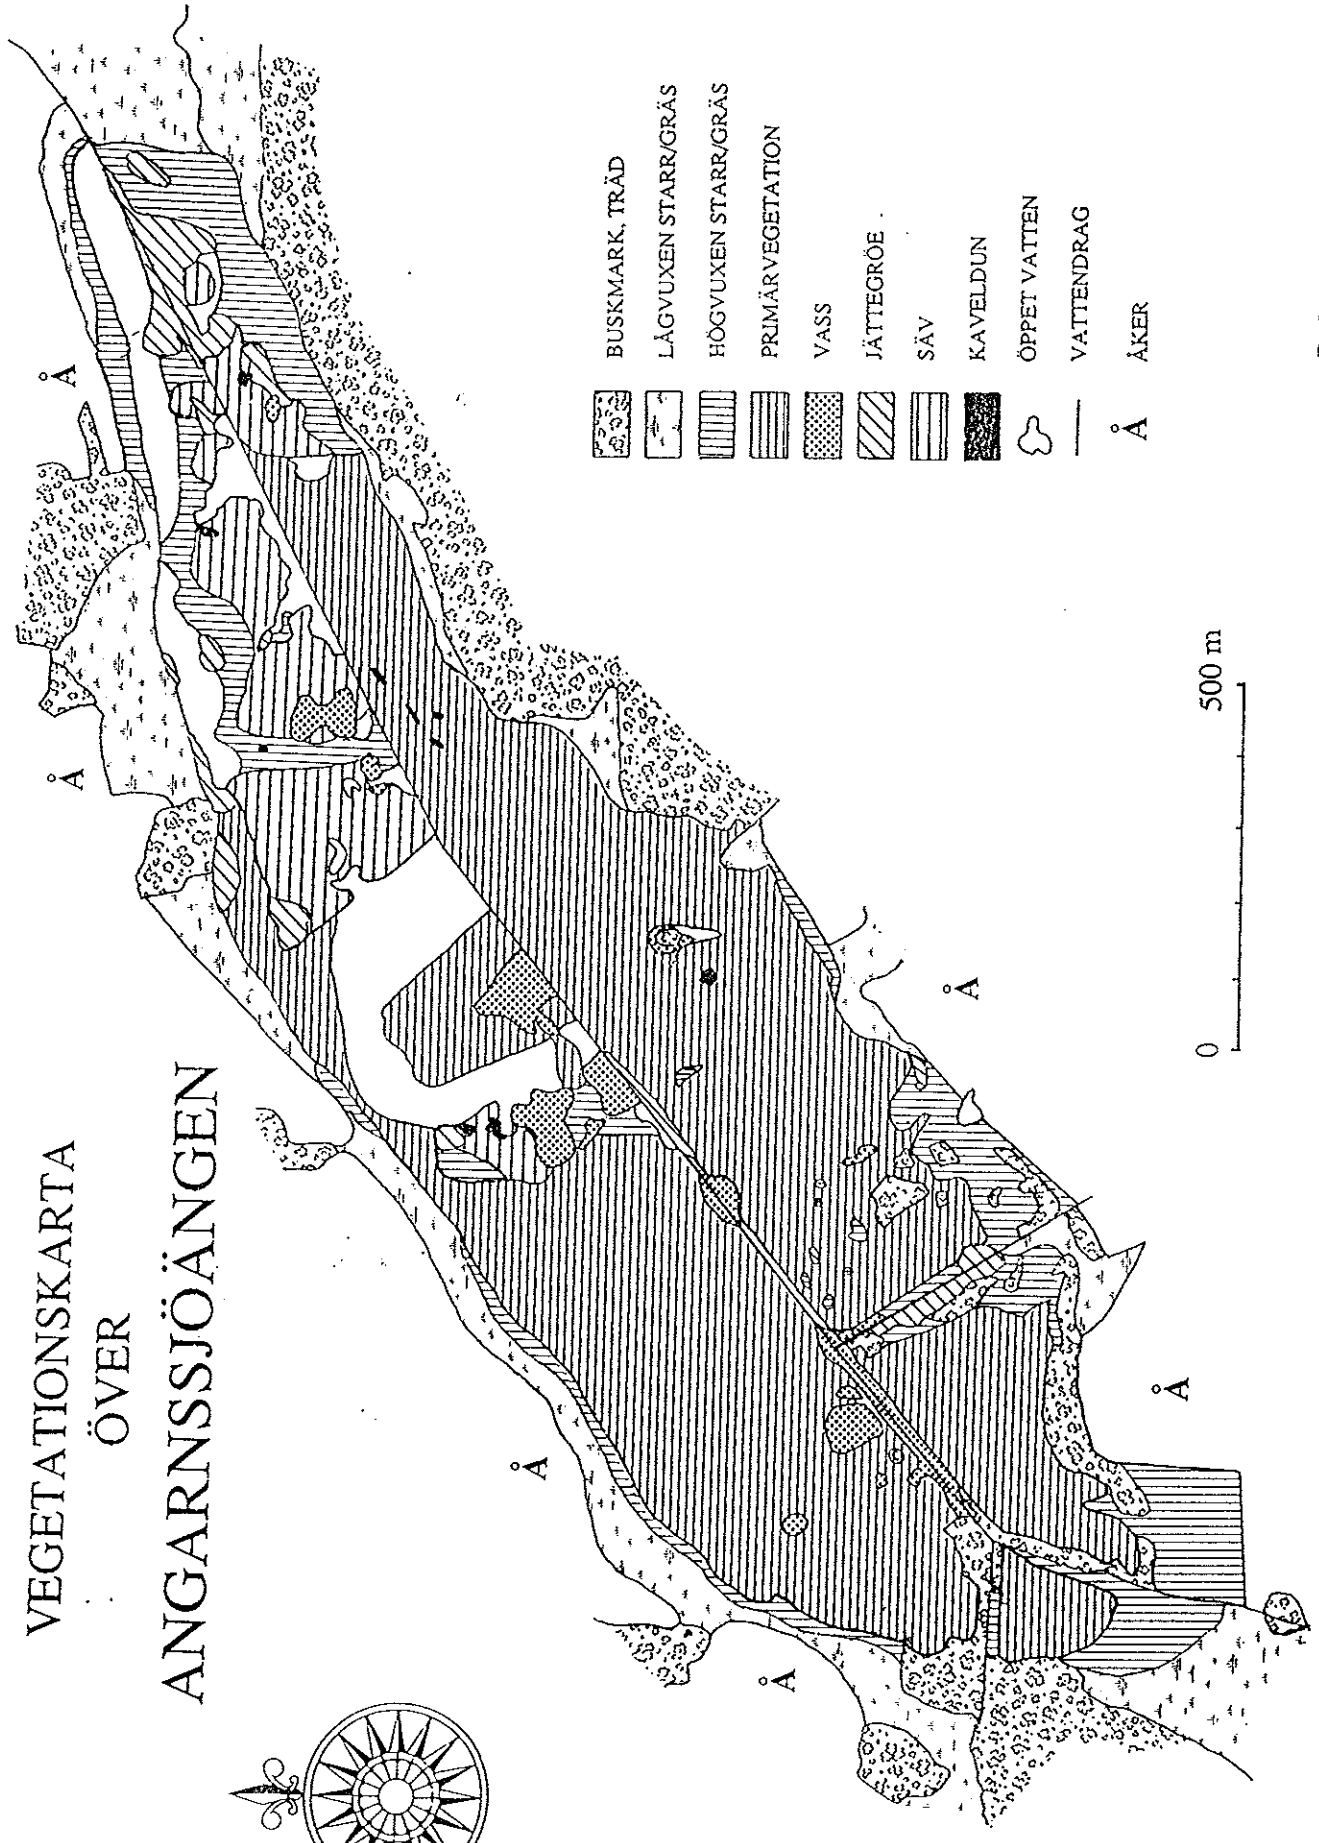 VEGETATIONSKARTA
ÖVER
ANGARNSSJÖÄNGEN
Å
Å
Å
Å
Å
Å
BUSKMARK, TRÄD
LÅGVUXEN STARR/GRÄS
HÖGVUXEN STARR/GRÄS
PRIMÄRVEGETATION
VASS
JÄTTEGRÖE
SÄV
KAVELDUN
ÖPPET VATTEN
VATTENDRAG
Å ÅKER
0 500 m